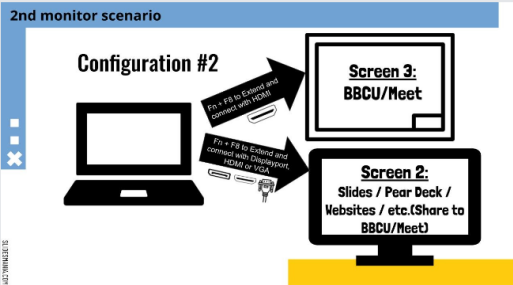 2nd monitor scenario
Configuration #2
Fn + F8 to Extend and
connect with HDMI
Screen 3:
BBCU/Meet
Fn + F8 to Extend and
connect with Displayport,
HDMI or VGA
Screen 2:
Slides / Pear Deck /
Websites / etc.(Share to
BBCU/Meet)
SLIDESMANIA.COM